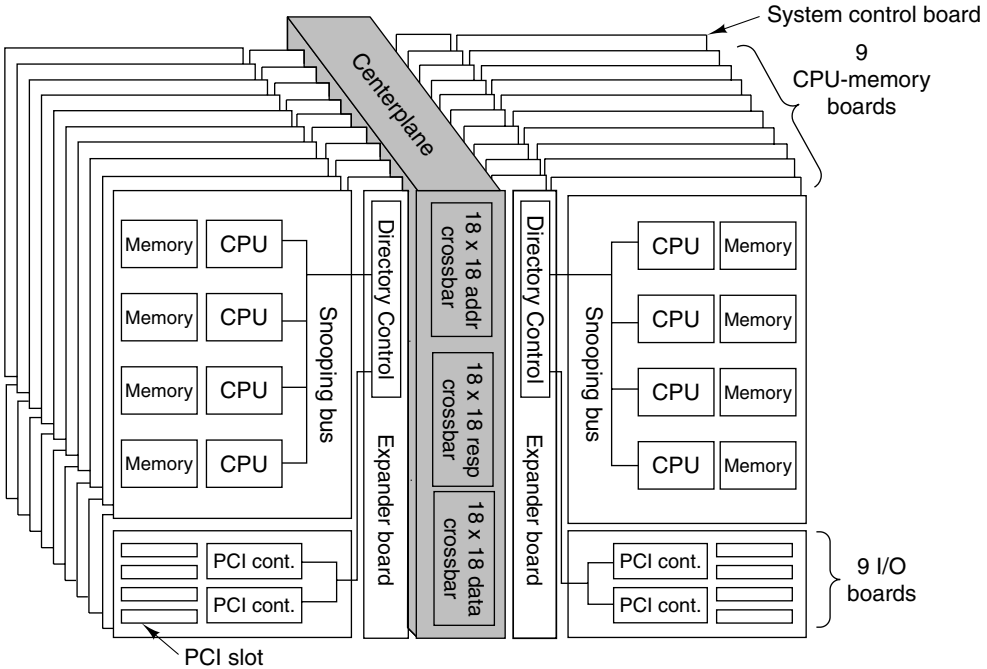 System control board
9
CPU-memory
boards
Centerplane
Memory
CPU
Memory
CPU
Memory
CPU
Memory
CPU
Snooping bus
Directory Control
Expander board
18 x 18 addr
crossbar
18 x 18 resp
crossbar
18 x 18 data
crossbar
Directory Control
Expander board
Snooping bus
CPU
Memory
CPU
Memory
CPU
Memory
CPU
Memory
PCI cont.
PCI cont.
PCI cont.
PCI cont.
9 I/O
boards
PCI slot